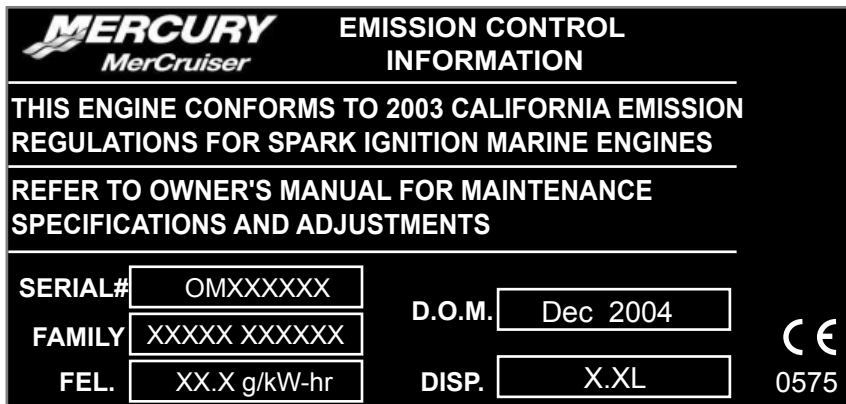 MERCURY
MerCruiser
EMISSION CONTROL
INFORMATION
THIS ENGINE CONFORMS TO 2003 CALIFORNIA EMISSION
REGULATIONS FOR SPARK IGNITION MARINE ENGINES
REFER TO OWNER'S MANUAL FOR MAINTENANCE
SPECIFICATIONS AND ADJUSTMENTS
SERIAL# OMXXXXXX
D.O.M. Dec 2004
FAMILY XXXXX XXXXXX
FEL. XX.X g/kW-hr
DISP. X.XL
CE
0575